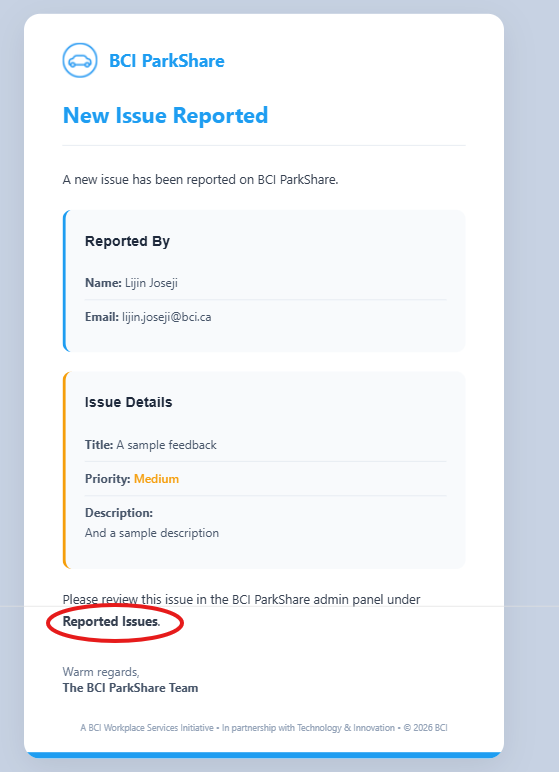 BCI ParkShare
New Issue Reported
A new issue has been reported on BCI ParkShare.
Reported By
Name: Lijin Joseji
Email: lijin.joseji@bci.ca
Issue Details
Title: A sample feedback
Priority: Medium
Description:
And a sample description
Please review this issue in the BCI ParkShare admin panel under
Reported Issues.
Warm regards,
The BCI ParkShare Team
A BCI Workplace Services Initiative • In partnership with Technology & Innovation • © 2026 BCI